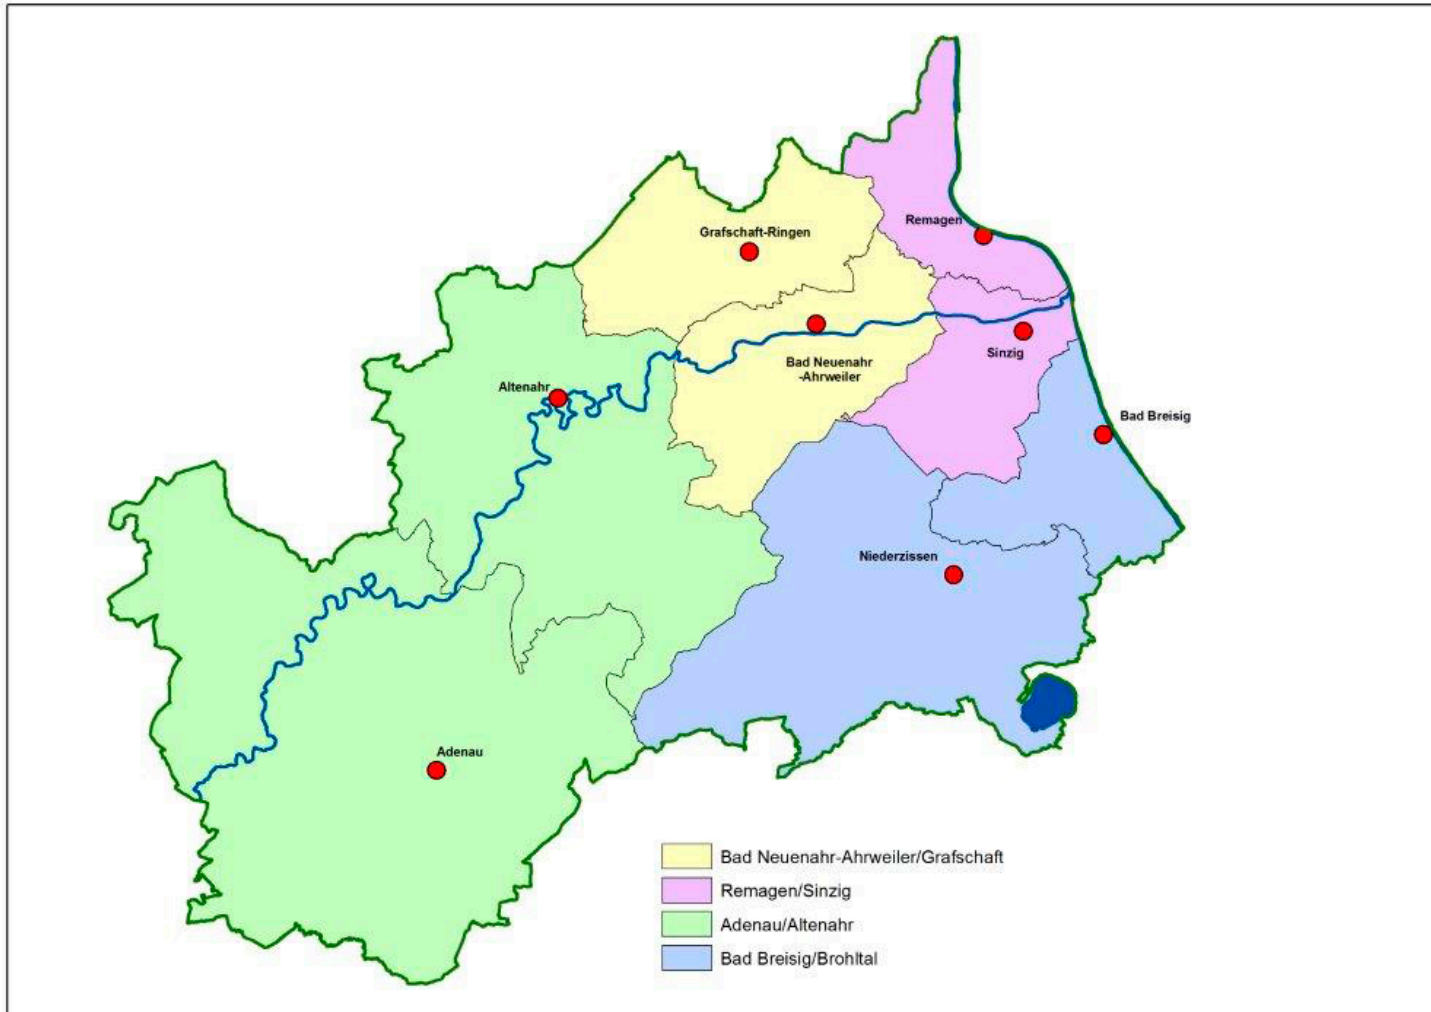 Remagen
Grafschaft-Ringen
Bad Neuenahr
-Ahrweiler
Sinzig
Altenahr
Bad Breisig
Niederzissen
Adenau
Bad Neuenahr-Ahrweiler/Grafschaft
Remagen/Sinzig
Adenau/Altenahr
Bad Breisig/Brohltal